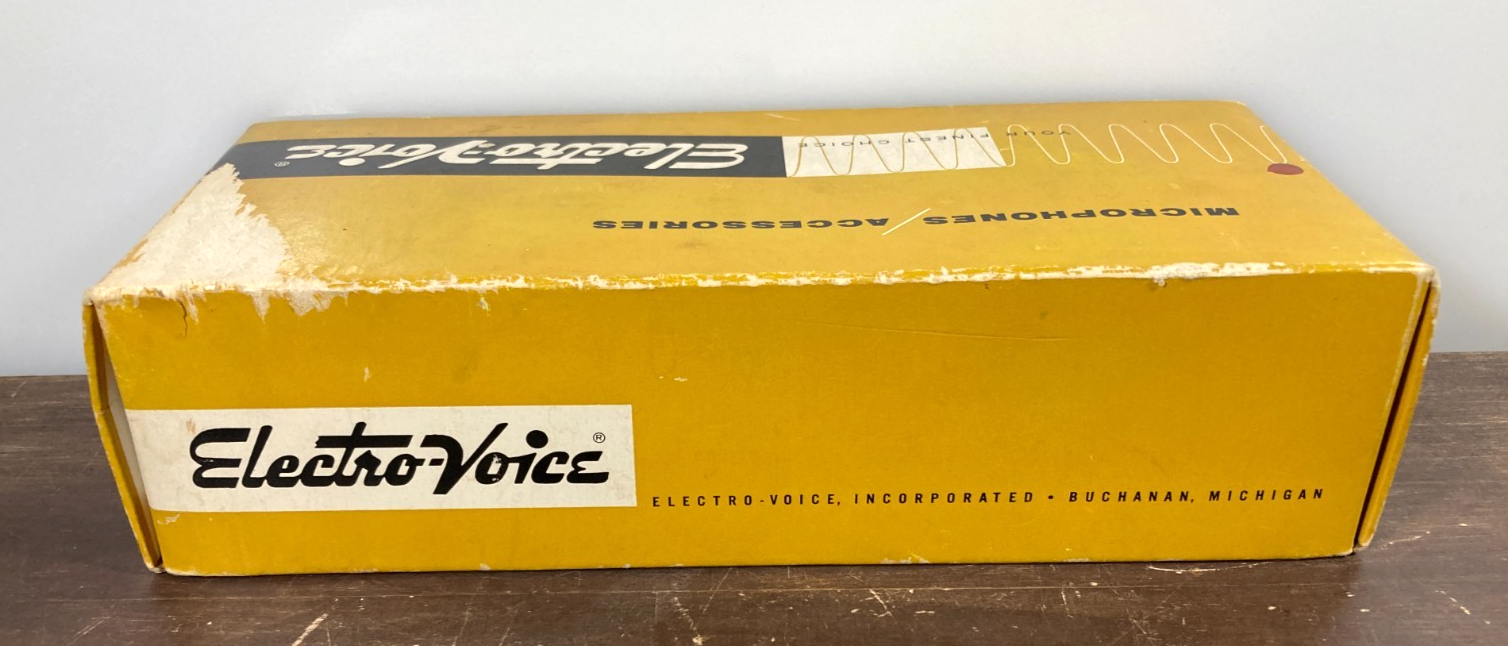 Electro-Voice®
YOUR FINEST CHOICE
MICROPHONES/ACCESSORIES
Electro-Voice®
ELECTRO-VOICE, INCORPORATED • BUCHANAN, MICHIGAN